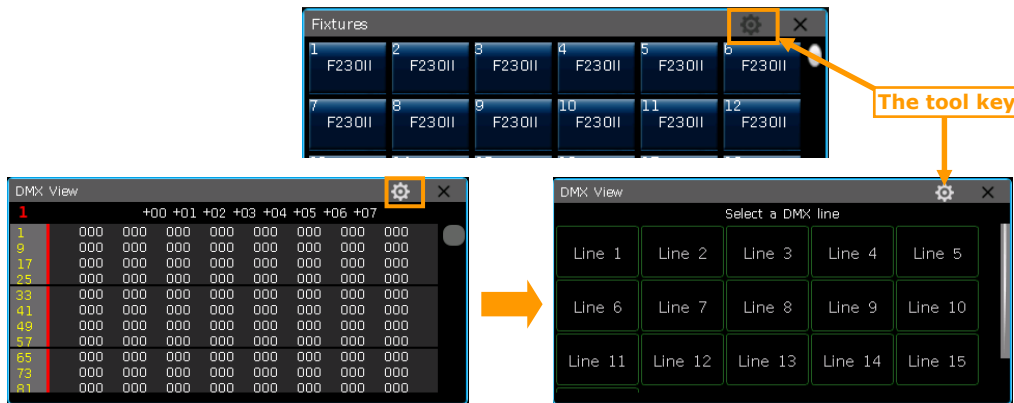 Fixtures
1 2 3 4 5 6
F230II F230II F230II F230II F230II F230II
7 8 9 10 11 12
F230II F230II F230II F230II F230II F230II
The tool key
DMX View
1 +00 +01 +02 +03 +04 +05 +06 +07
1 000 000 000 000 000 000 000 000
9 000 000 000 000 000 000 000 000
17 000 000 000 000 000 000 000 000
25 000 000 000 000 000 000 000 000
33 000 000 000 000 000 000 000 000
41 000 000 000 000 000 000 000 000
49 000 000 000 000 000 000 000 000
57 000 000 000 000 000 000 000 000
65 000 000 000 000 000 000 000 000
73 000 000 000 000 000 000 000 000
81 000 000 000 000 000 000 000 000
DMX View
Select a DMX line
Line 1 Line 2 Line 3 Line 4 Line 5
Line 6 Line 7 Line 8 Line 9 Line 10
Line 11 Line 12 Line 13 Line 14 Line 15